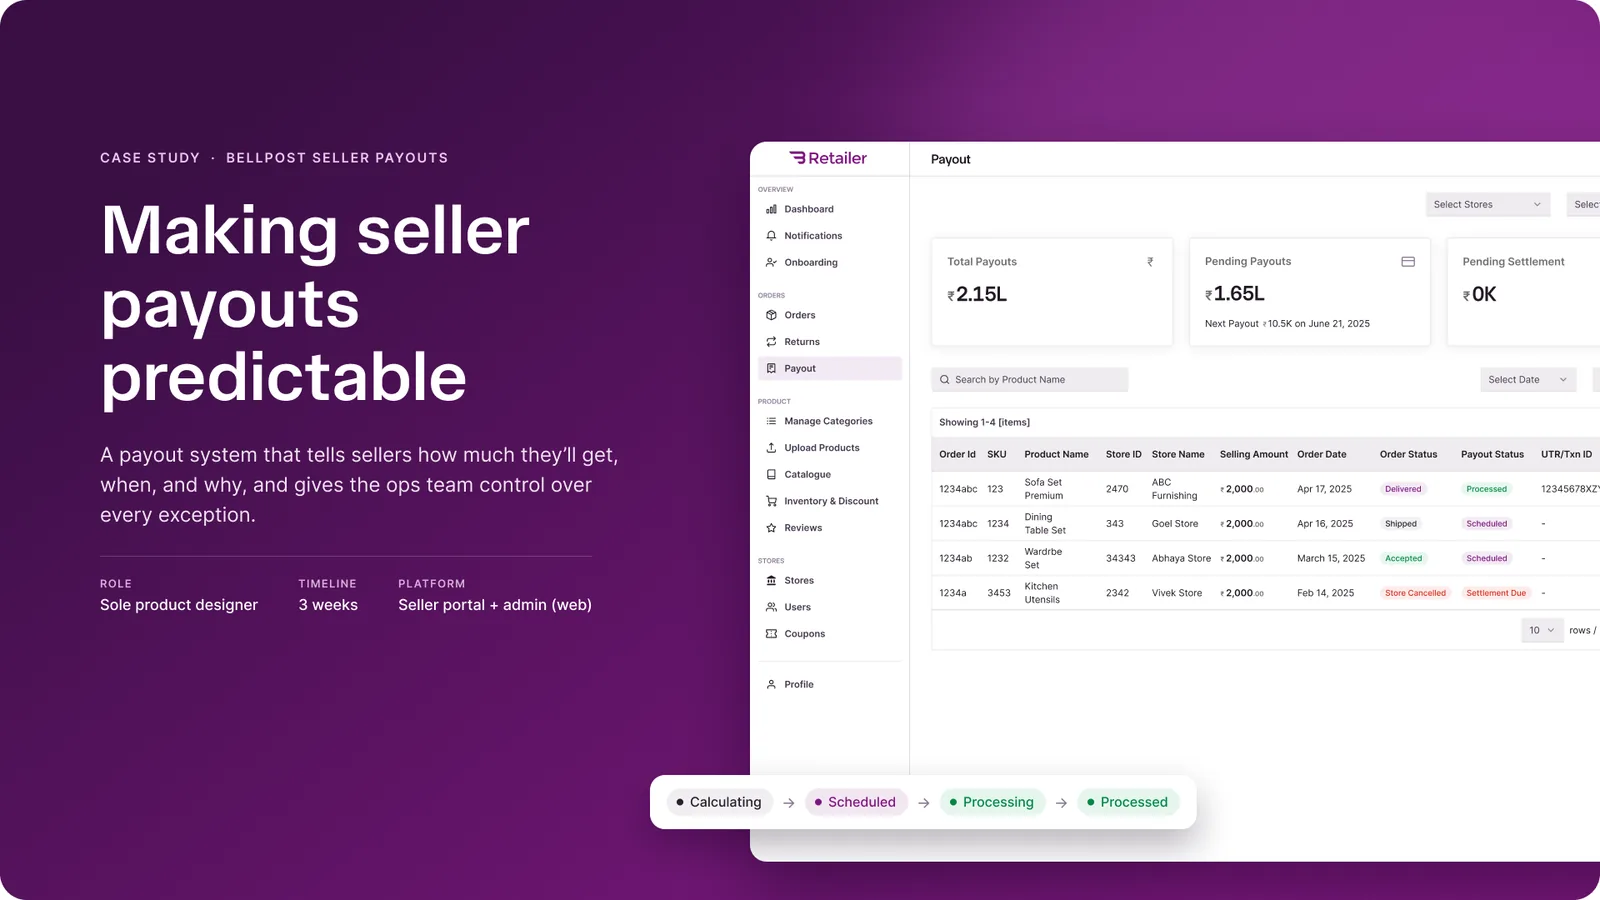 CASE STUDY · BELLPOST SELLER PAYOUTS
Making seller
payouts
predictable
A payout system that tells sellers how much they’ll get,
when, and why, and gives the ops team control over
every exception.
ROLE
Sole product designer
TIMELINE
3 weeks
PLATFORM
Seller portal + admin (web)
Retailer
OVERVIEW
Dashboard
Notifications
Onboarding
ORDERS
Orders
Returns
Payout
PRODUCT
Manage Categories
Upload Products
Catalogue
Inventory & Discount
Reviews
STORES
Stores
Users
Coupons
Profile
Payout
Select Stores
Total Payouts ₹
₹2.15L
Pending Payouts
₹1.65L
Next Payout ₹10.5K on June 21, 2025
Pending Settlement
₹0K
Search by Product Name
Select Date
Showing 1-4 [items]
Order Id SKU Product Name Store ID Store Name Selling Amount Order Date Order Status Payout Status UTR/Txn ID
1234abc 123 Sofa Set Premium 2470 ABC Furnishing ₹2,000.00 Apr 17, 2025 Delivered Processed
1234abc 1234 Dining Table Set 343 Goel Store ₹2,000.00 Apr 16, 2025 Shipped Scheduled -
1234ab 1232 Wardrbe Set 34343 Abhaya Store ₹2,000.00 March 15, 2025 Accepted Scheduled -
1234a 3453 Kitchen Utensils 2342 Vivek Store ₹2,000.00 Feb 14, 2025 Store Cancelled Settlement Due -
10 rows /
Calculating → Scheduled → Processing → Processed